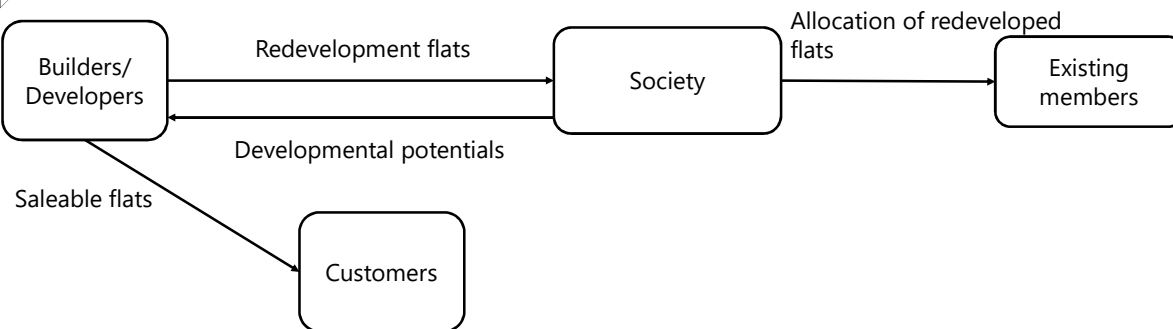 Builders/
Developers
Redevelopment flats
Society
Allocation of redeveloped
flats
Existing
members
Developmental potentials
Saleable flats
Customers